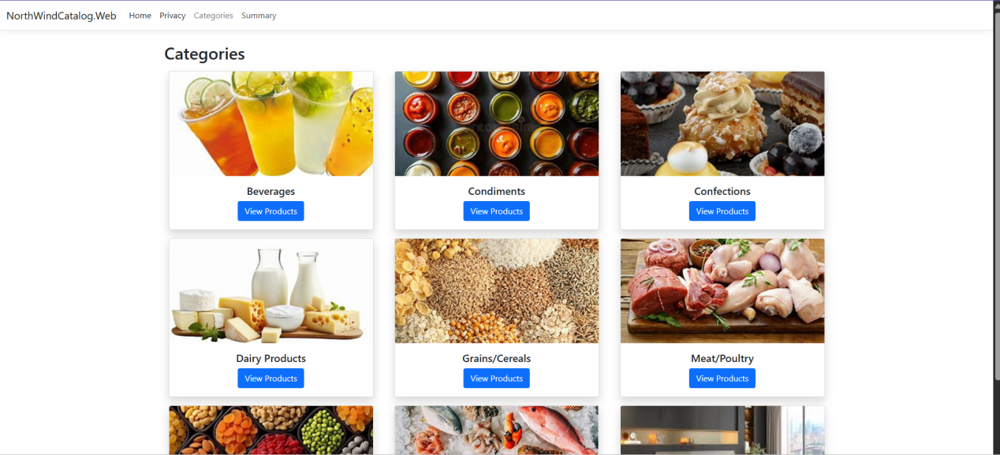 NorthWindCatalog.Web Home Privacy Categories Summary
Categories
Beverages Condiments Confections
View Products View Products View Products
Dairy Products Grains/Cereals Meat/Poultry
View Products View Products View Products